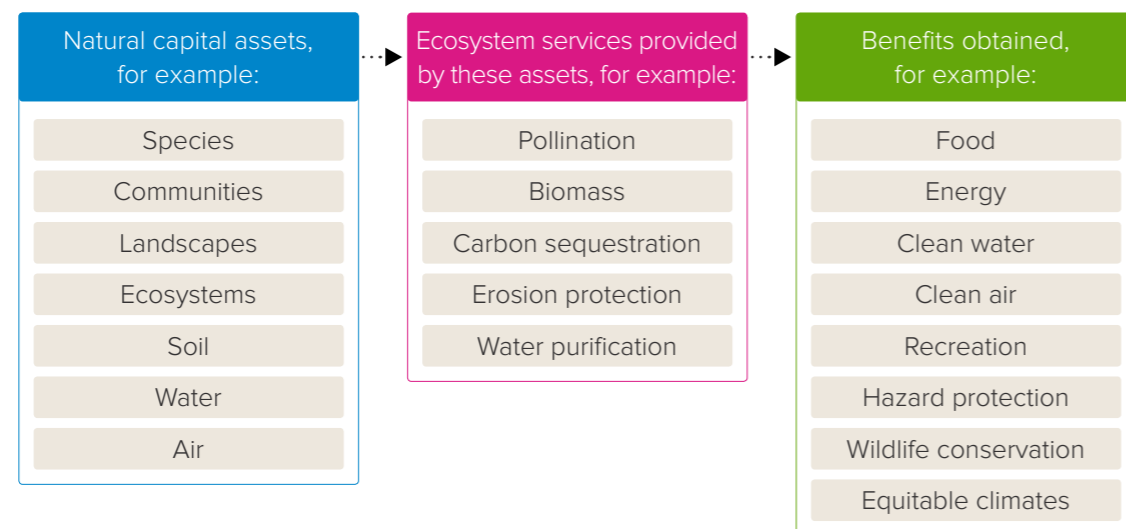 Natural capital assets,
for example:
Species
Communities
Landscapes
Ecosystems
Soil
Water
Air
Ecosystem services provided
by these assets, for example:
Pollination
Biomass
Carbon sequestration
Erosion protection
Water purification
Benefits obtained,
for example:
Food
Energy
Clean water
Clean air
Recreation
Hazard protection
Wildlife conservation
Equitable climates